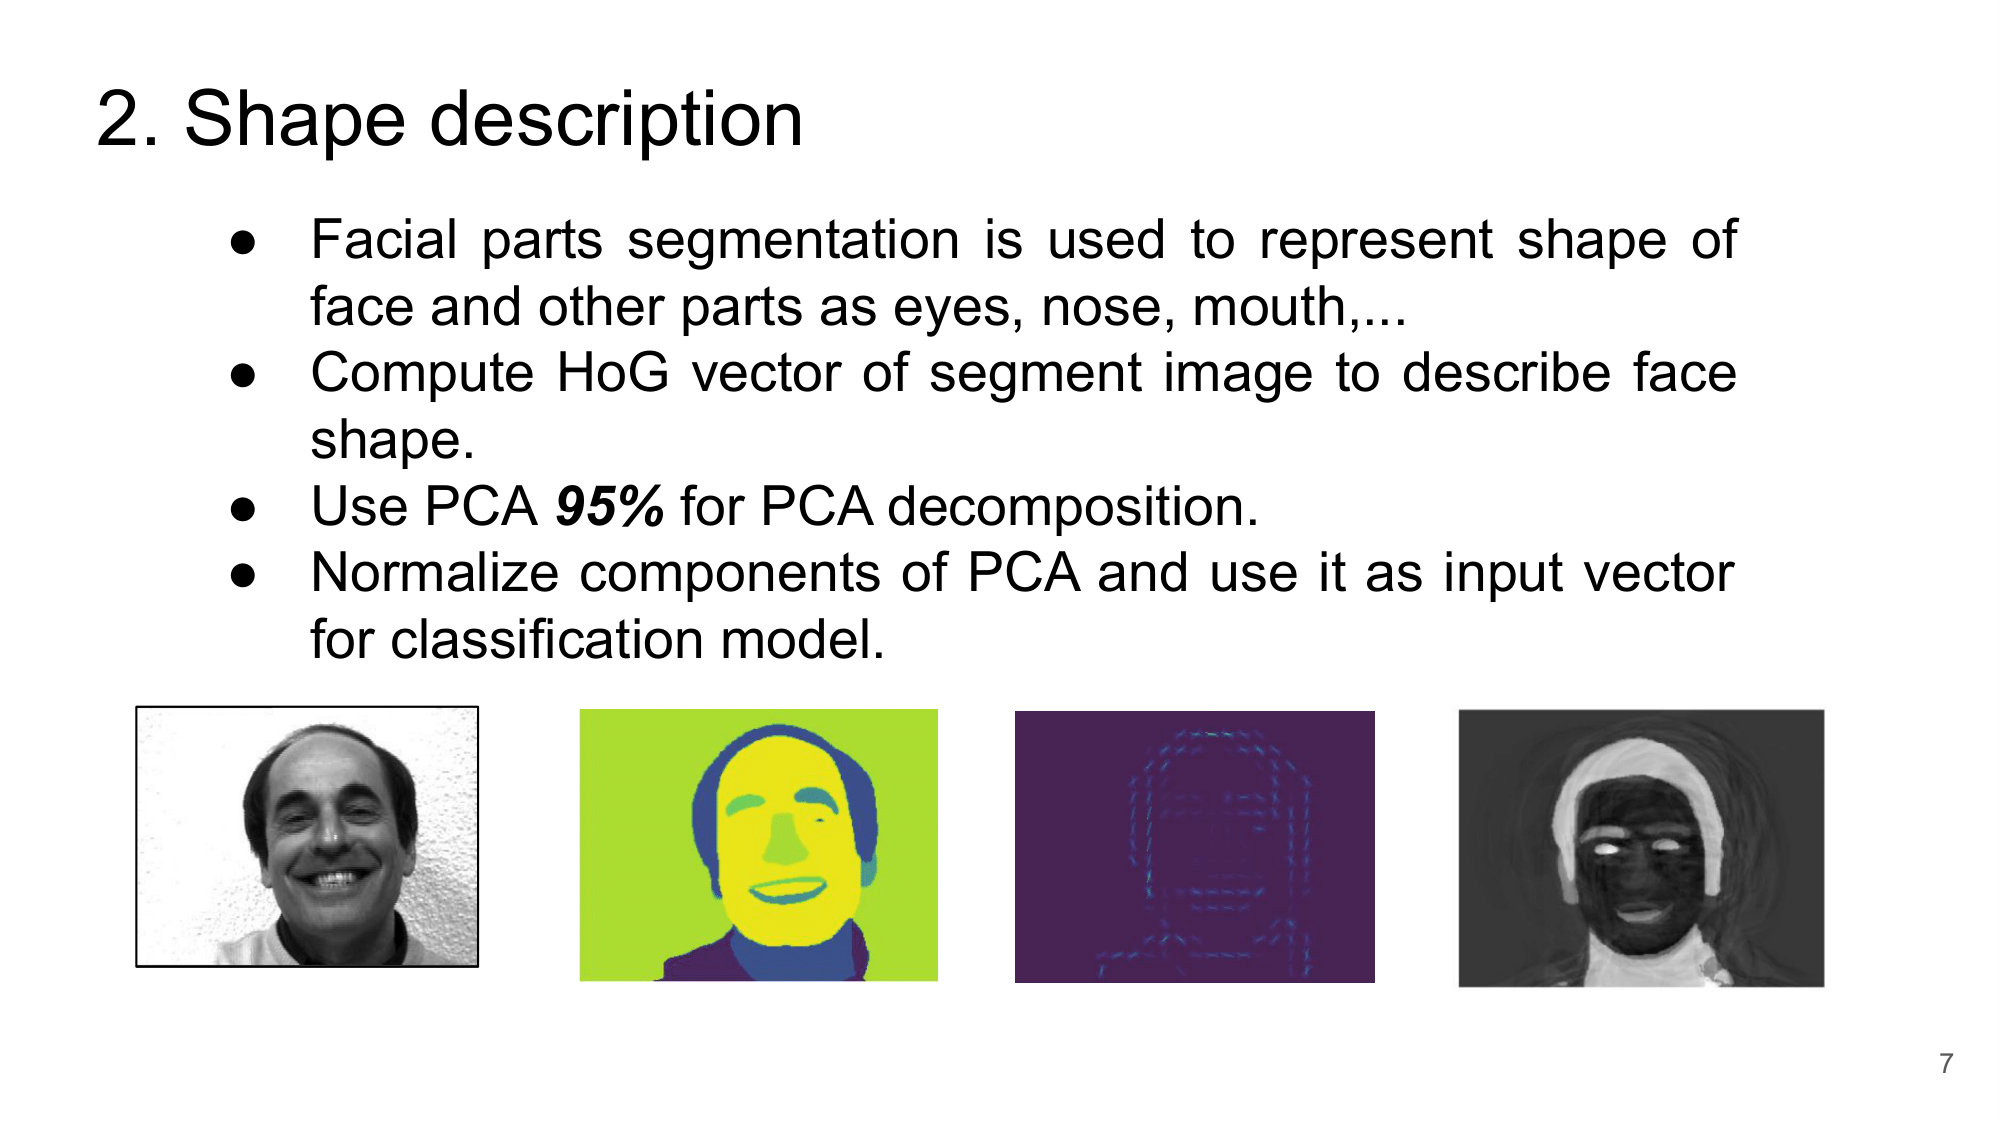 2. Shape description
● Facial parts segmentation is used to represent shape of
face and other parts as eyes, nose, mouth,...
● Compute HoG vector of segment image to describe face
shape.
● Use PCA 95% for PCA decomposition.
● Normalize components of PCA and use it as input vector
for classification model.
7